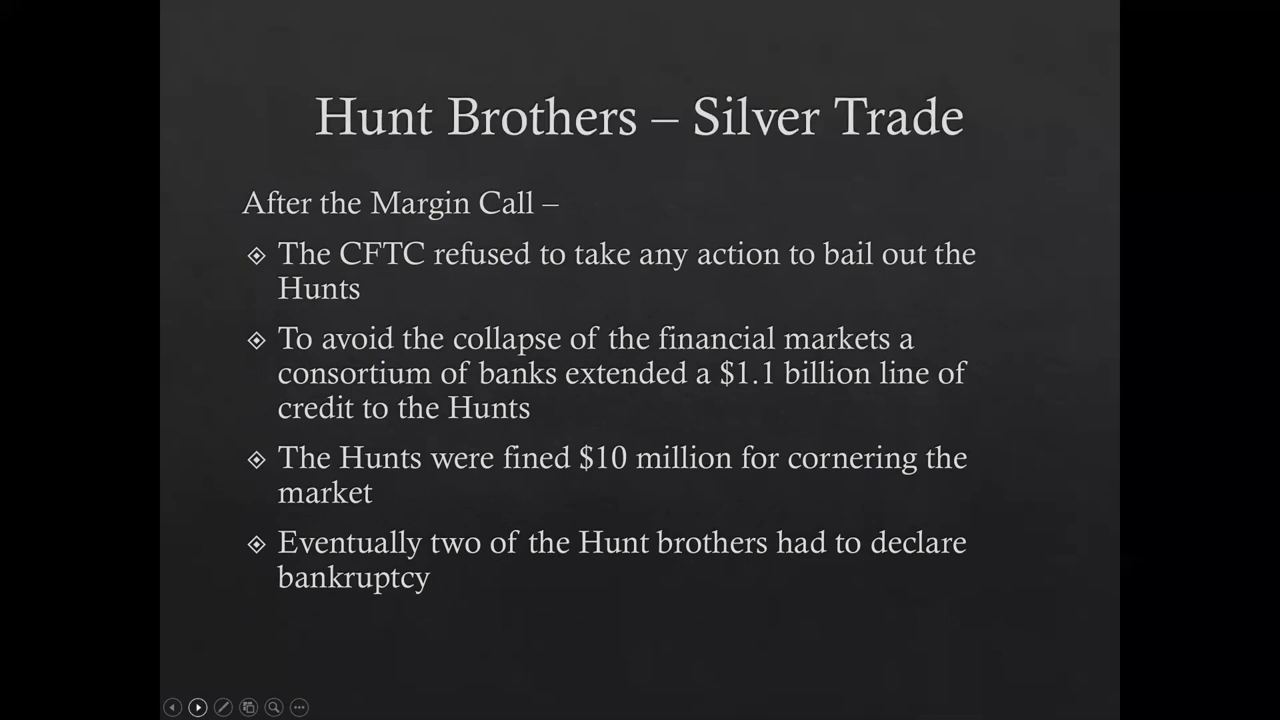 Hunt Brothers – Silver Trade
After the Margin Call –
The CFTC refused to take any action to bail out the
Hunts
To avoid the collapse of the financial markets a
consortium of banks extended a $1.1 billion line of
credit to the Hunts
The Hunts were fined $10 million for cornering the
market
Eventually two of the Hunt brothers had to declare
bankruptcy